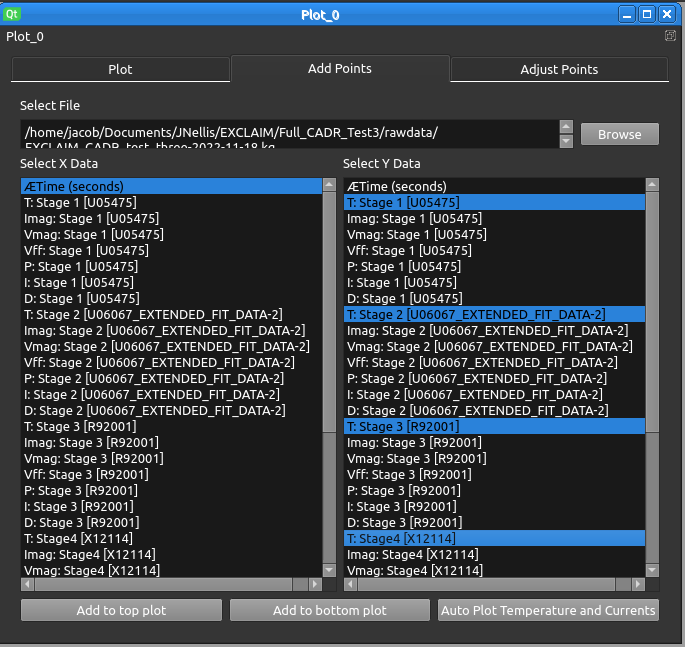 Qt
Plot_0
Plot_0
Plot
Add Points
Adjust Points
Select File
/home/jacob/Documents/JNellis/EXCLAIM/Full_CADR_Test3/rawdata/
EXCLAIM_CADR_test_three-2022-11-18.kg
Browse
Select X Data
ÆTime (seconds)
T: Stage 1 [U05475]
Imag: Stage 1 [U05475]
Vmag: Stage 1 [U05475]
Vff: Stage 1 [U05475]
P: Stage 1 [U05475]
I: Stage 1 [U05475]
D: Stage 1 [U05475]
T: Stage 2 [U06067_EXTENDED_FIT_DATA-2]
Imag: Stage 2 [U06067_EXTENDED_FIT_DATA-2]
Vmag: Stage 2 [U06067_EXTENDED_FIT_DATA-2]
Vff: Stage 2 [U06067_EXTENDED_FIT_DATA-2]
P: Stage 2 [U06067_EXTENDED_FIT_DATA-2]
I: Stage 2 [U06067_EXTENDED_FIT_DATA-2]
D: Stage 2 [U06067_EXTENDED_FIT_DATA-2]
T: Stage 3 [R92001]
Imag: Stage 3 [R92001]
Vmag: Stage 3 [R92001]
Vff: Stage 3 [R92001]
P: Stage 3 [R92001]
I: Stage 3 [R92001]
D: Stage 3 [R92001]
T: Stage4 [X12114]
Imag: Stage4 [X12114]
Vmag: Stage4 [X12114]
Select Y Data
ÆTime (seconds)
T: Stage 1 [U05475]
Imag: Stage 1 [U05475]
Vmag: Stage 1 [U05475]
Vff: Stage 1 [U05475]
P: Stage 1 [U05475]
I: Stage 1 [U05475]
D: Stage 1 [U05475]
T: Stage 2 [U06067_EXTENDED_FIT_DATA-2]
Imag: Stage 2 [U06067_EXTENDED_FIT_DATA-2]
Vmag: Stage 2 [U06067_EXTENDED_FIT_DATA-2]
Vff: Stage 2 [U06067_EXTENDED_FIT_DATA-2]
P: Stage 2 [U06067_EXTENDED_FIT_DATA-2]
I: Stage 2 [U06067_EXTENDED_FIT_DATA-2]
D: Stage 2 [U06067_EXTENDED_FIT_DATA-2]
T: Stage 3 [R92001]
Imag: Stage 3 [R92001]
Vmag: Stage 3 [R92001]
Vff: Stage 3 [R92001]
P: Stage 3 [R92001]
I: Stage 3 [R92001]
D: Stage 3 [R92001]
T: Stage4 [X12114]
Imag: Stage4 [X12114]
Vmag: Stage4 [X12114]
Add to top plot
Add to bottom plot
Auto Plot Temperature and Currents